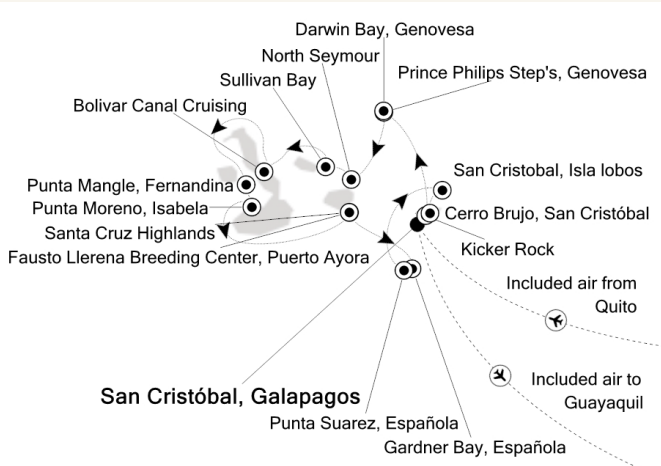 Darwin Bay, Genovesa
North Seymour
Prince Philips Step's, Genovesa
Sullivan Bay
Bolivar Canal Cruising
San Cristobal, Isla lobos
Punta Mangle, Fernandina
Punta Moreno, Isabela
Cerro Brujo, San Cristóbal
Santa Cruz Highlands
Kicker Rock
Fausto Llerena Breeding Center, Puerto Ayora
Included air from
Quito
Included air to
Guayaquil
San Cristóbal, Galapagos
Punta Suarez, Española
Gardner Bay, Española